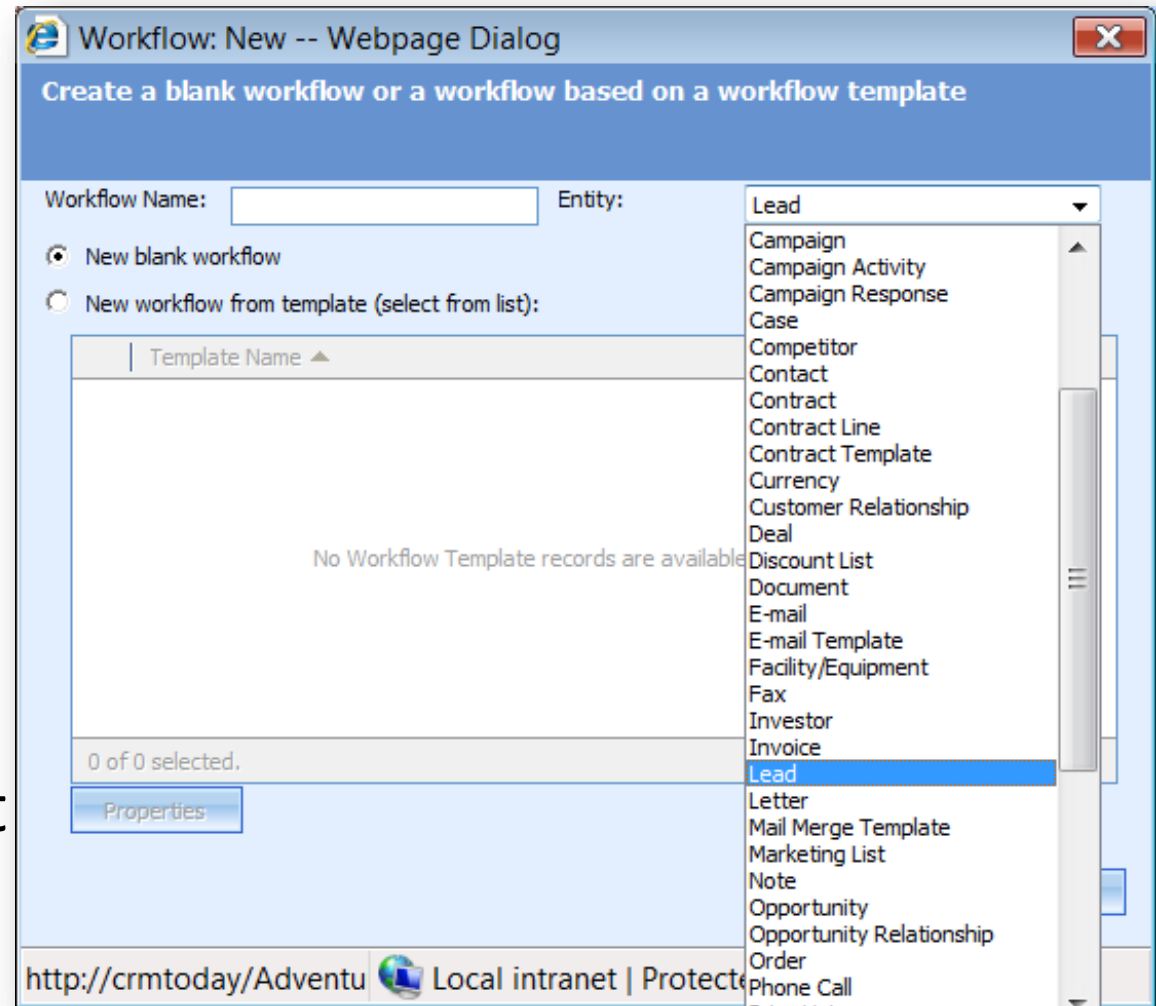 Workflow: New -- Webpage Dialog
Create a blank workflow or a workflow based on a workflow template
Workflow Name:
Entity:
Lead
New blank workflow
New workflow from template (select from list):
Template Name
No Workflow Template records are available
0 of 0 selected.
Properties
Campaign
Campaign Activity
Campaign Response
Case
Competitor
Contact
Contract
Contract Line
Contract Template
Currency
Customer Relationship
Deal
Discount List
Document
E-mail
E-mail Template
Facility/Equipment
Fax
Investor
Invoice
Lead
Letter
Mail Merge Template
Marketing List
Note
Opportunity
Opportunity Relationship
Order
Phone Call
t
http://crmtoday/Adventu
Local intranet | Protecte